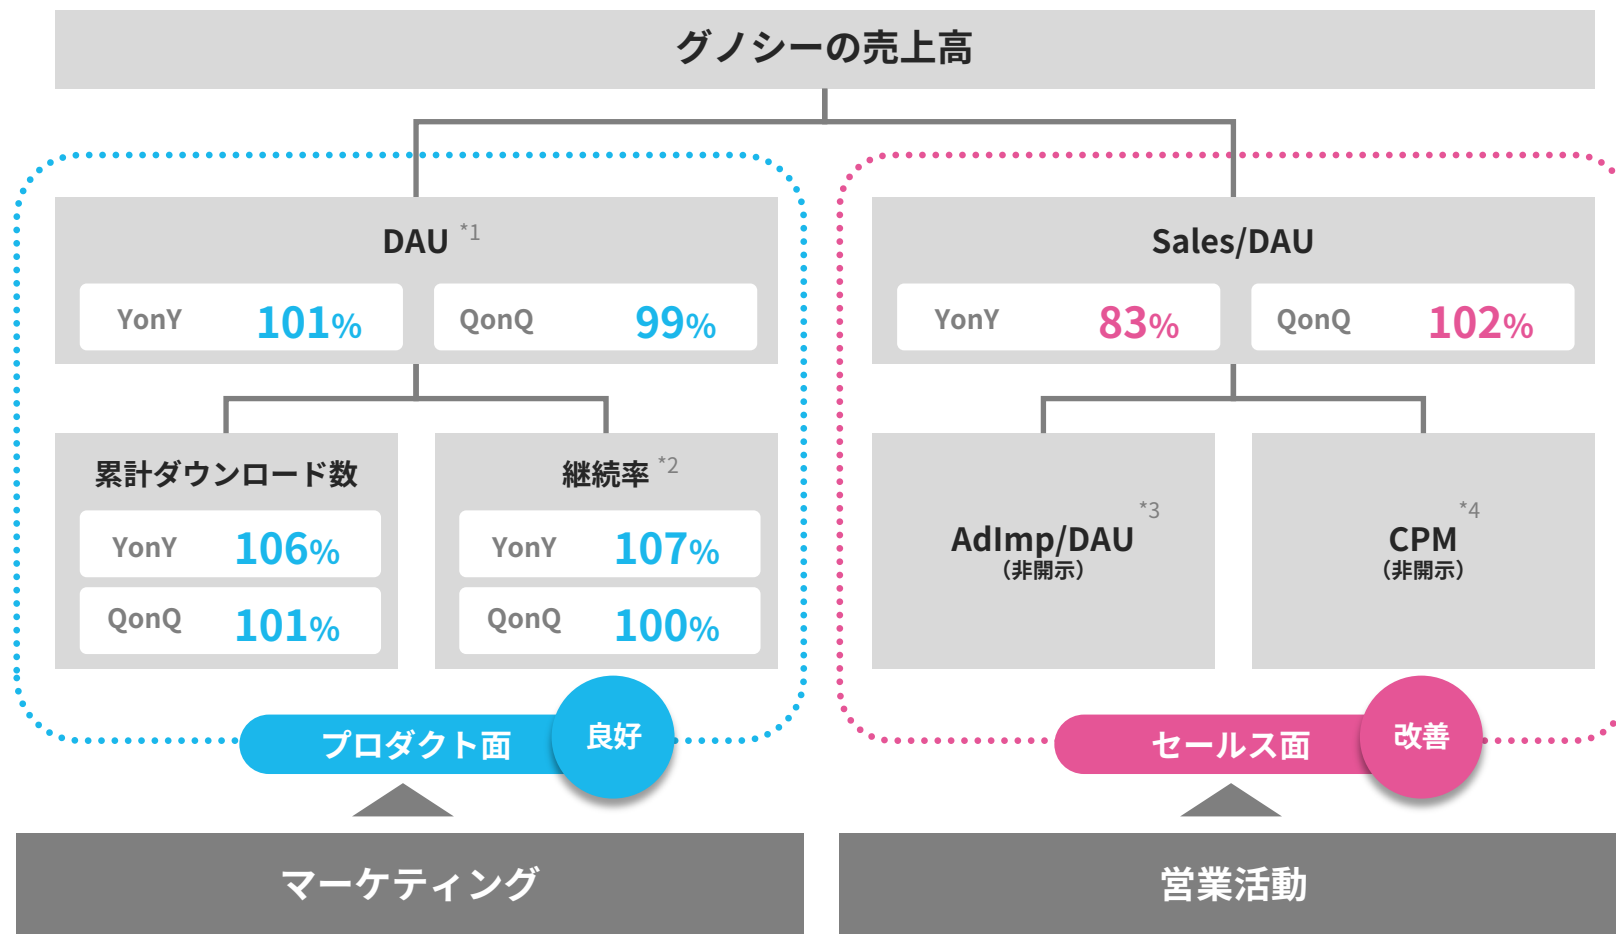 グノシーの売上高
DAU *1
YonY 101%
QonQ 99%
Sales/DAU
YonY 83%
QonQ 102%
累計ダウンロード数
YonY 106%
QonQ 101%
継続率 *2
YonY 107%
QonQ 100%
AdImp/DAU *3
（非開示）
CPM *4
（非開示）
プロダクト面
良好
セールス面
改善
マーケティング
営業活動